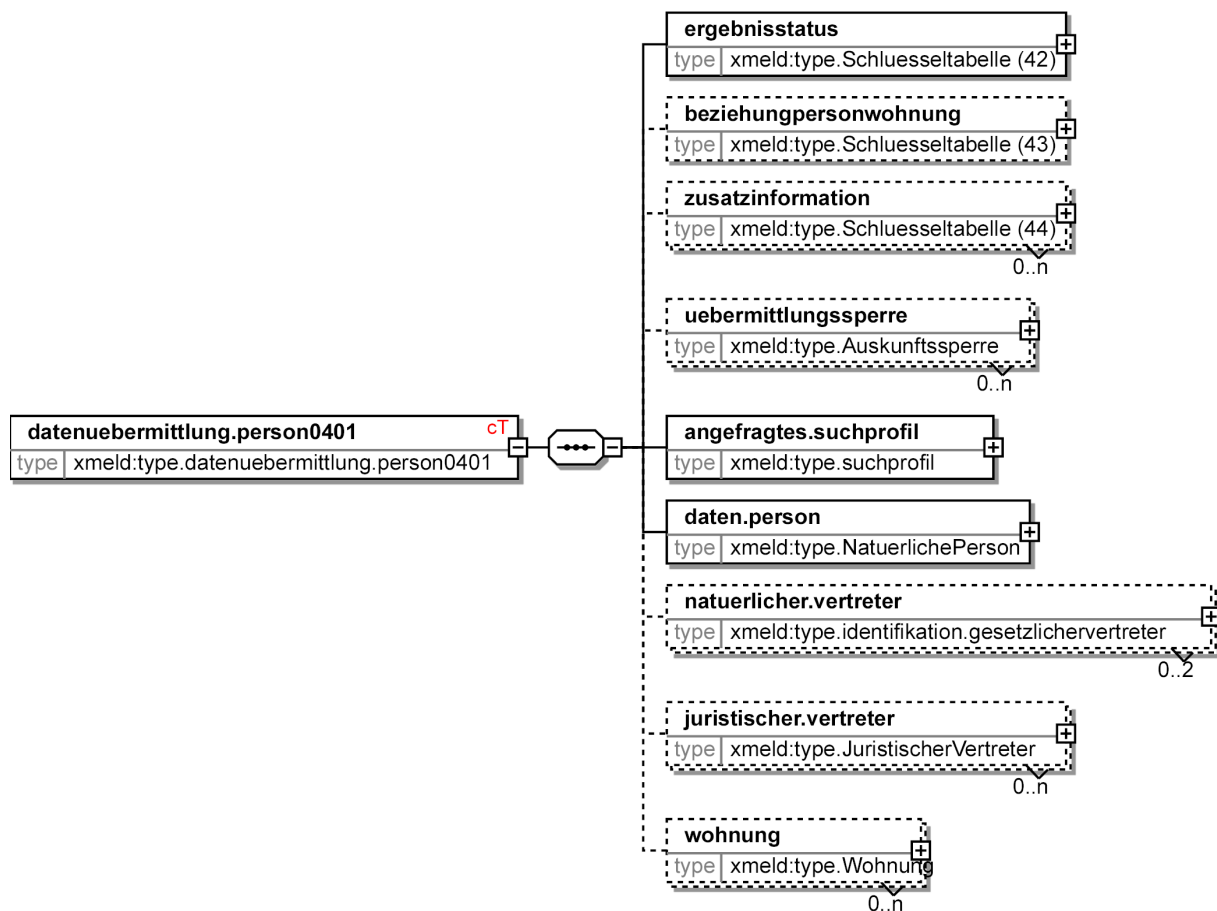 ergebnisstatus
type xmeld:type.Schluesseltabelle (42)
beziehungpersonwohnung
type xmeld:type.Schluesseltabelle (43)
zusatzinformation
type xmeld:type.Schluesseltabelle (44)
0..n
uebermittlungssperre
type xmeld:type.Auskunftssperre
0..n
datenuebermittlung.person0401 cT
type xmeld:type.datenuebermittlung.person0401
angefragtes.suchprofil
type xmeld:type.suchprofil
daten.person
type xmeld:type.NatuerlichePerson
natuerlicher.vertreter
type xmeld:type.identifikation.gesetzlichervertreter
0..2
juristischer.vertreter
type xmeld:type.JuristischerVertreter
0..n
wohnung
type xmeld:type.Wohnung
0..n